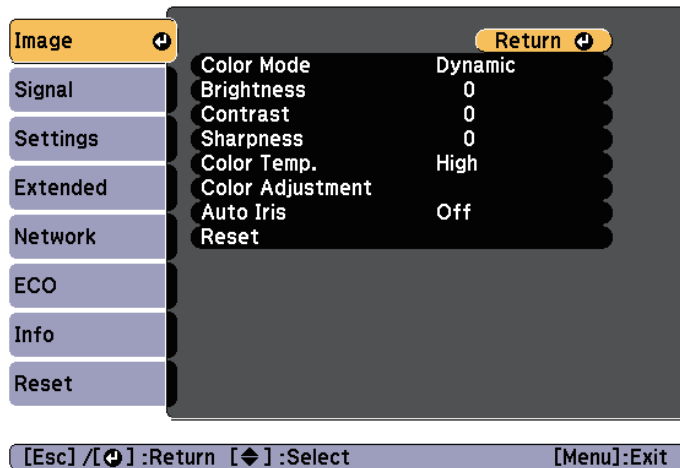 Image
Signal
Settings
Extended
Network
ECO
Info
Reset
Return
Color Mode Dynamic
Brightness 0
Contrast 0
Sharpness 0
Color Temp. High
Color Adjustment
Auto Iris Off
Reset
[Esc] /[⏎] :Return [◆] :Select [Menu]:Exit